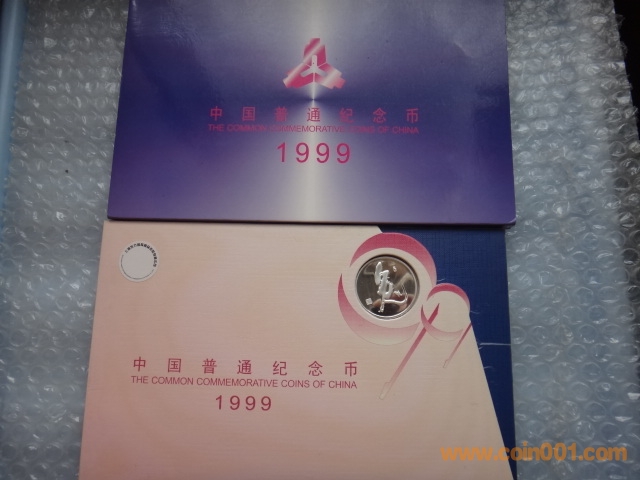 中国普通纪念币
THE COMMON COMMEMORATIVE COINS OF CHINA
1999
中国普通纪念币
THE COMMON COMMEMORATIVE COINS OF CHINA
1999
www.coin001.com